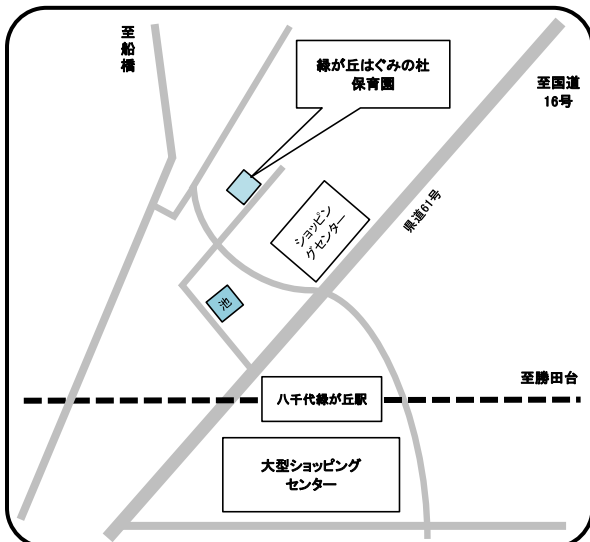 至船橋
緑が丘はぐみの杜
保育園
至国道
16号
県道61号
ショッピン
グセンター
池
至勝田台
八千代緑が丘駅
大型ショッピング
センター